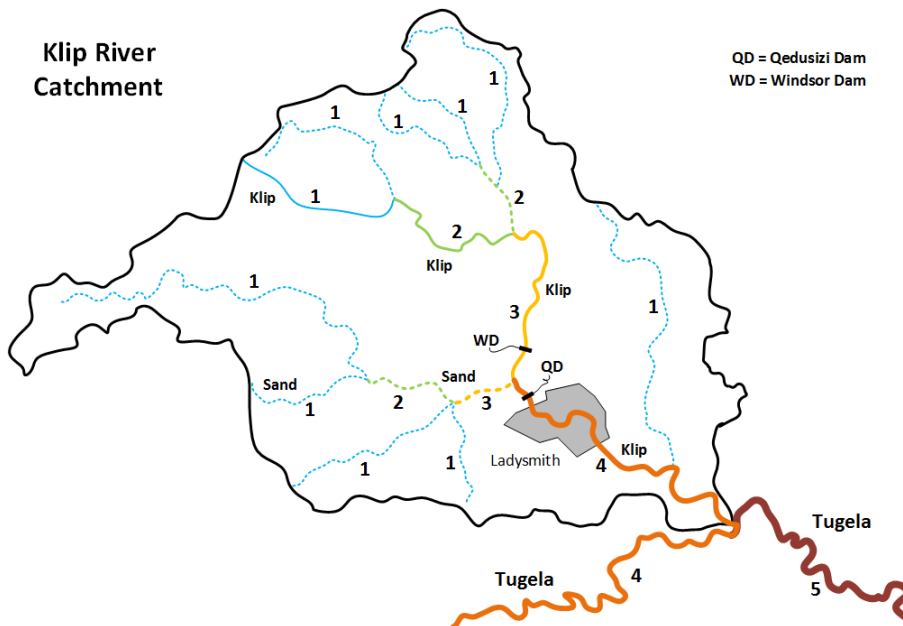 Klip River
Catchment
QD = Qedusizi Dam
WD = Windsor Dam
1
1
1
1
1
Klip
1
2
2
Klip
Klip
1
1
3
WD
QD
Sand
Sand
2
3
1
Klip
Ladysmith
4
1
1
Tugela
Tugela
4
5